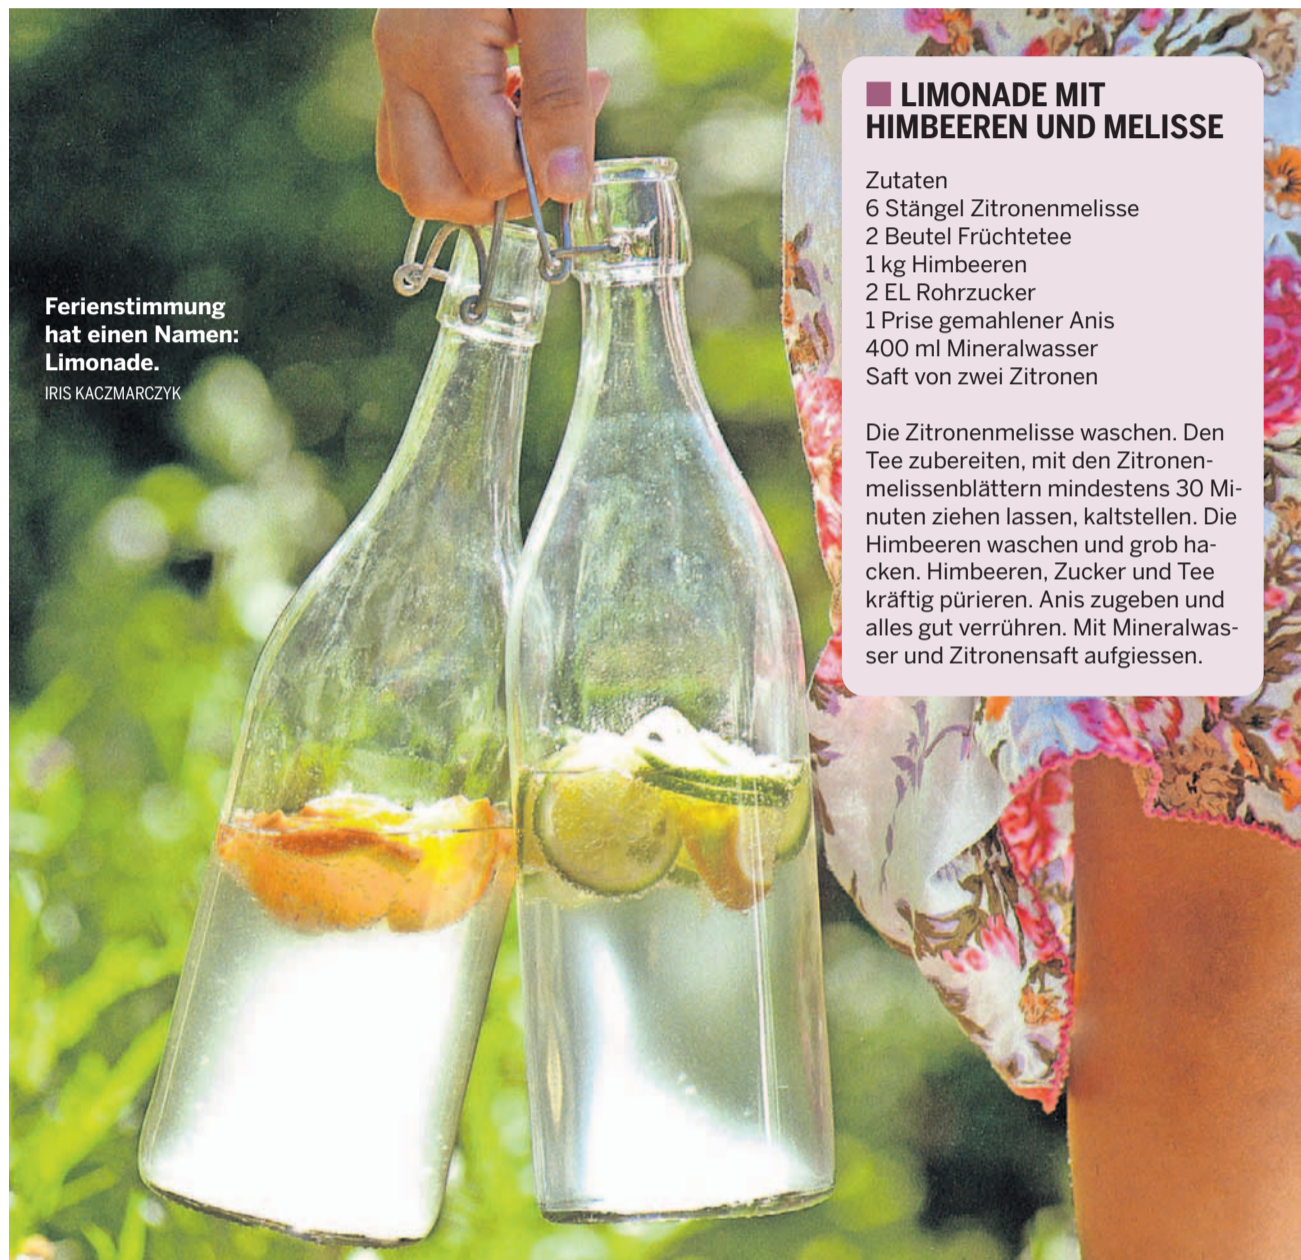 Ferienstimmung
hat einen Namen:
Limonade.
IRIS KACZMARCZYK
LIMONADE MIT
HIMBEEREN UND MELISSE
Zutaten
6 Stängel Zitronenmelisse
2 Beutel Früchtetee
1 kg Himbeeren
2 EL Rohrzucker
1 Prise gemahlener Anis
400 ml Mineralwasser
Saft von zwei Zitronen
Die Zitronenmelisse waschen. Den
Tee zubereiten, mit den Zitronen-
melissenblättern mindestens 30 Mi-
nuten ziehen lassen, kaltstellen. Die
Himbeeren waschen und grob ha-
cken. Himbeeren, Zucker und Tee
kräftig pürieren. Anis zugeben und
alles gut verrühren. Mit Mineralwas-
ser und Zitronensaft aufgiessen.